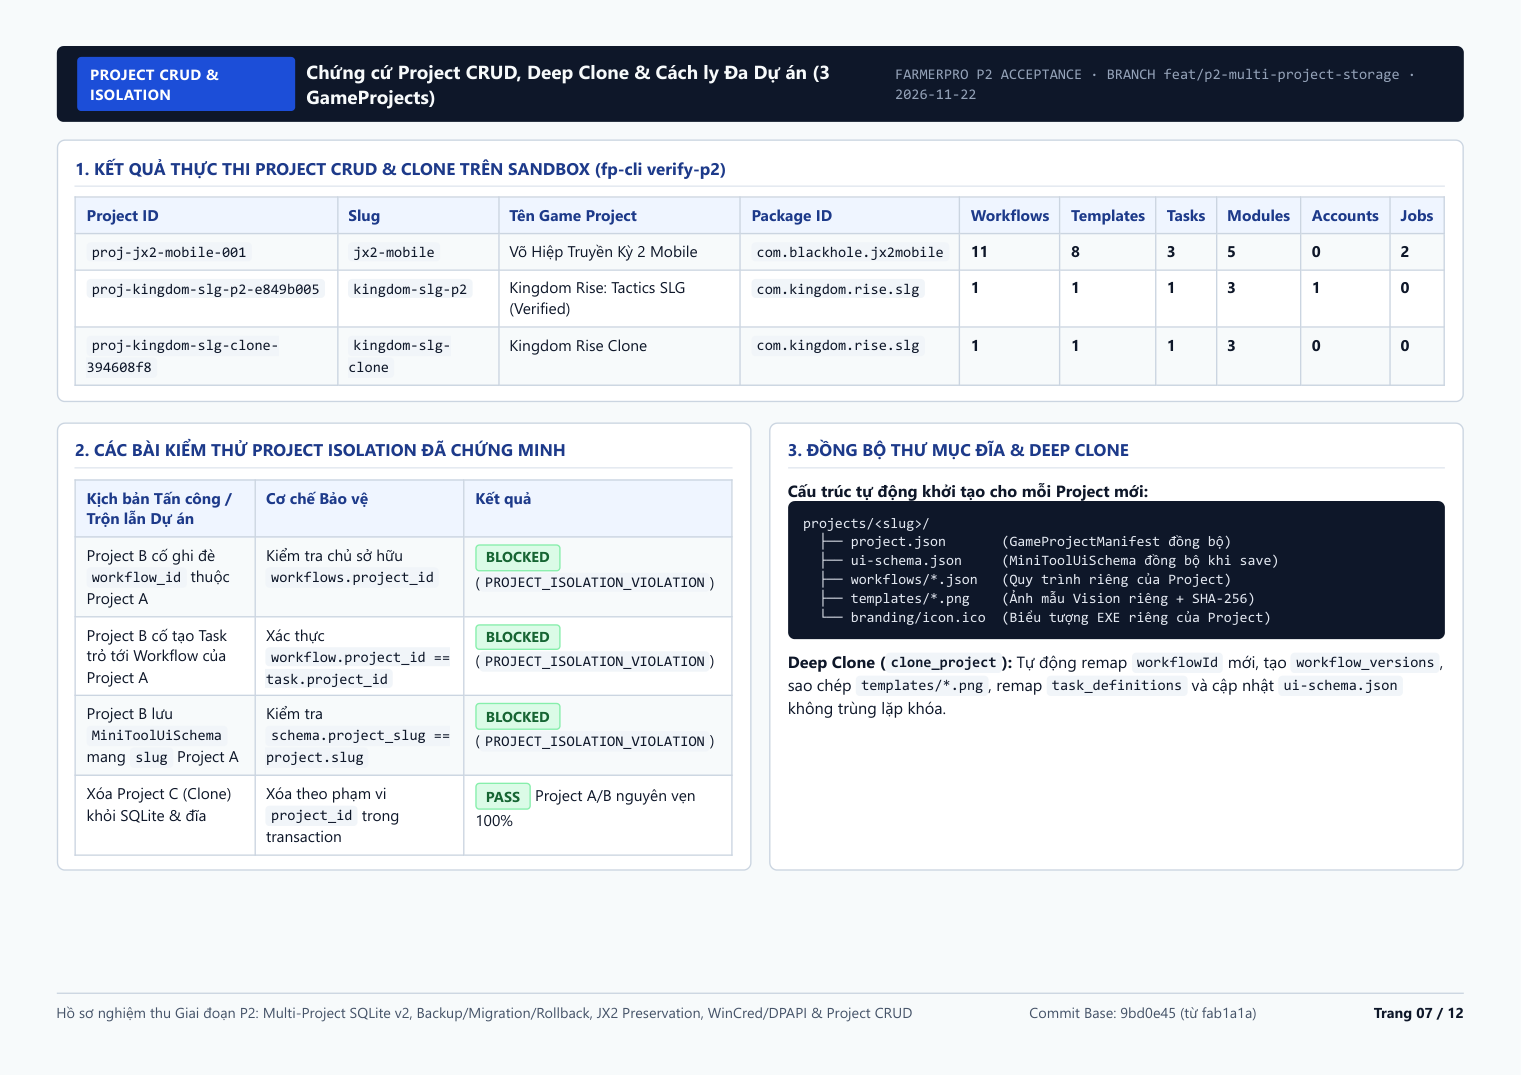 PROJECT CRUD &
ISOLATION
Chứng cứ Project CRUD, Deep Clone & Cách ly Đa Dự án (3
GameProjects)
FARMERPRO P2 ACCEPTANCE · BRANCH feat/p2-multi-project-storage ·
2026-11-22
1. KẾT QUẢ THỰC THI PROJECT CRUD & CLONE TRÊN SANDBOX (fp-cli verify-p2)
Project ID Slug Tên Game Project Package ID Workflows Templates Tasks Modules Accounts Jobs
proj-jx2-mobile-001 jx2-mobile Võ Hiệp Truyền Kỳ 2 Mobile com.blackhole.jx2mobile 11 8 3 5 0 2
proj-kingdom-slg-p2-e849b005 kingdom-slg-p2 Kingdom Rise: Tactics SLG com.kingdom.rise.slg 1 1 1 3 1 0
(Verified)
proj-kingdom-slg-clone- kingdom-slg- Kingdom Rise Clone com.kingdom.rise.slg 1 1 1 3 0 0
394608f8 clone
2. CÁC BÀI KIỂM THỬ PROJECT ISOLATION ĐÃ CHỨNG MINH
Kịch bản Tấn công /
Trộn lẫn Dự án
Cơ chế Bảo vệ
Kết quả
Project B cố ghi đè
workflow_id thuộc
Project A
Kiểm tra chủ sở hữu
workflows.project_id
BLOCKED
( PROJECT_ISOLATION_VIOLATION )
Project B cố tạo Task
trỏ tới Workflow của
Project A
Xác thực
workflow.project_id ==
task.project_id
BLOCKED
( PROJECT_ISOLATION_VIOLATION )
Project B lưu
MiniToolUiSchema
mang slug Project A
Kiểm tra
schema.project_slug ==
project.slug
BLOCKED
( PROJECT_ISOLATION_VIOLATION )
Xóa Project C (Clone)
khỏi SQLite & đĩa
Xóa theo phạm vi
project_id trong
transaction
PASS Project A/B nguyên vẹn
100%
3. ĐỒNG BỘ THƯ MỤC ĐĨA & DEEP CLONE
Cấu trúc tự động khởi tạo cho mỗi Project mới:
projects/<slug>/
├── project.json (GameProjectManifest đồng bộ)
├── ui-schema.json (MiniToolUiSchema đồng bộ khi save)
├── workflows/*.json (Quy trình riêng của Project)
├── templates/*.png (Ảnh mẫu Vision riêng + SHA-256)
└── branding/icon.ico (Biểu tượng EXE riêng của Project)
Deep Clone ( clone_project ): Tự động remap workflowId mới, tạo workflow_versions ,
sao chép templates/*.png , remap task_definitions và cập nhật ui-schema.json
không trùng lặp khóa.
Hồ sơ nghiệm thu Giai đoạn P2: Multi-Project SQLite v2, Backup/Migration/Rollback, JX2 Preservation, WinCred/DPAPI & Project CRUD
Commit Base: 9bd0e45 (từ fab1a1a)
Trang 07 / 12